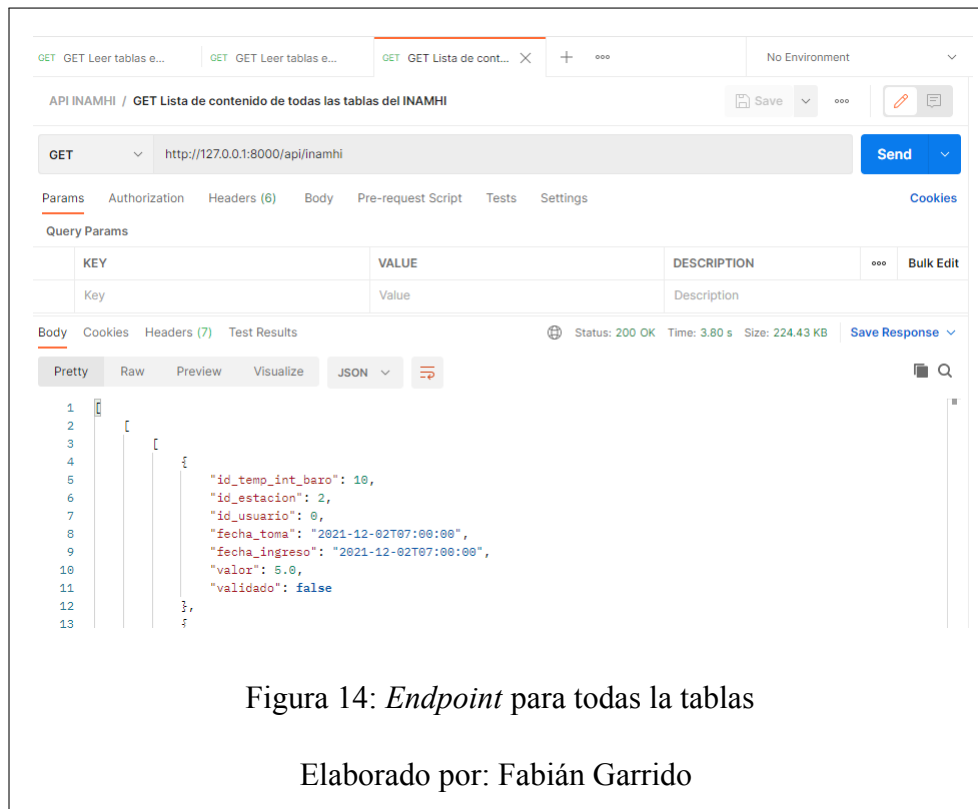 GET GET Leer tablas e... GET GET Leer tablas e... GET GET Lista de cont... No Environment
API INAMHI / GET Lista de contenido de todas las tablas del INAMHI Save
GET http://127.0.0.1:8000/api/inamhi Send
Params Authorization Headers (6) Body Pre-request Script Tests Settings Cookies
Query Params
KEY VALUE DESCRIPTION Bulk Edit
Key Value Description
Body Cookies Headers (7) Test Results Status: 200 OK Time: 3.80 s Size: 224.43 KB Save Response
Pretty Raw Preview Visualize JSON
1 [
2 [
3 [
4 {
5 "id_temp_int_baro": 10,
6 "id_estacion": 2,
7 "id_usuario": 0,
8 "fecha_toma": "2021-12-02T07:00:00",
9 "fecha_ingreso": "2021-12-02T07:00:00",
10 "valor": 5.0,
11 "validado": false
12 },
13 {
Figura 14: Endpoint para todas la tablas
Elaborado por: Fabián Garrido